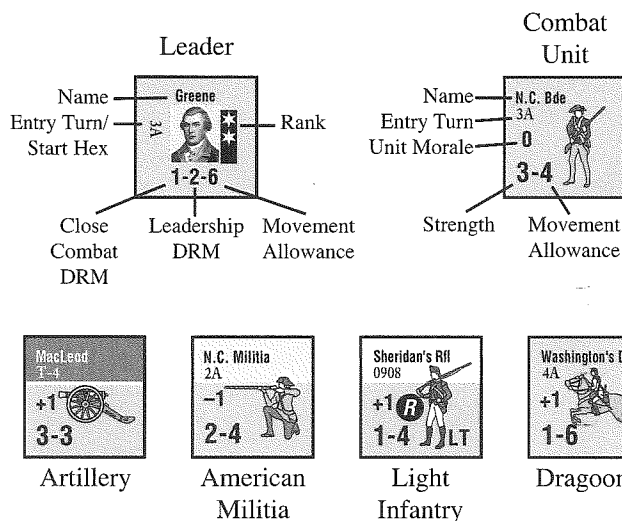 Leader
Combat
Unit
Name
Greene
Entry Turn/
Start Hex
3A
Rank
1-2-6
Close
Combat
DRM
Leadership
DRM
Movement
Allowance
Name
N.C. Bde
Entry Turn
3A
Unit Morale
0
3-4
Strength
Movement
Allowance
MacLeod
T-4
+1
3-3
Artillery
N.C. Militia
2A
–1
2-4
American
Militia
Sheridan's Rfl
0908
+1 R
1-4 LT
Light
Infantry
Washington's D
4A
+1
1-6
Dragoon